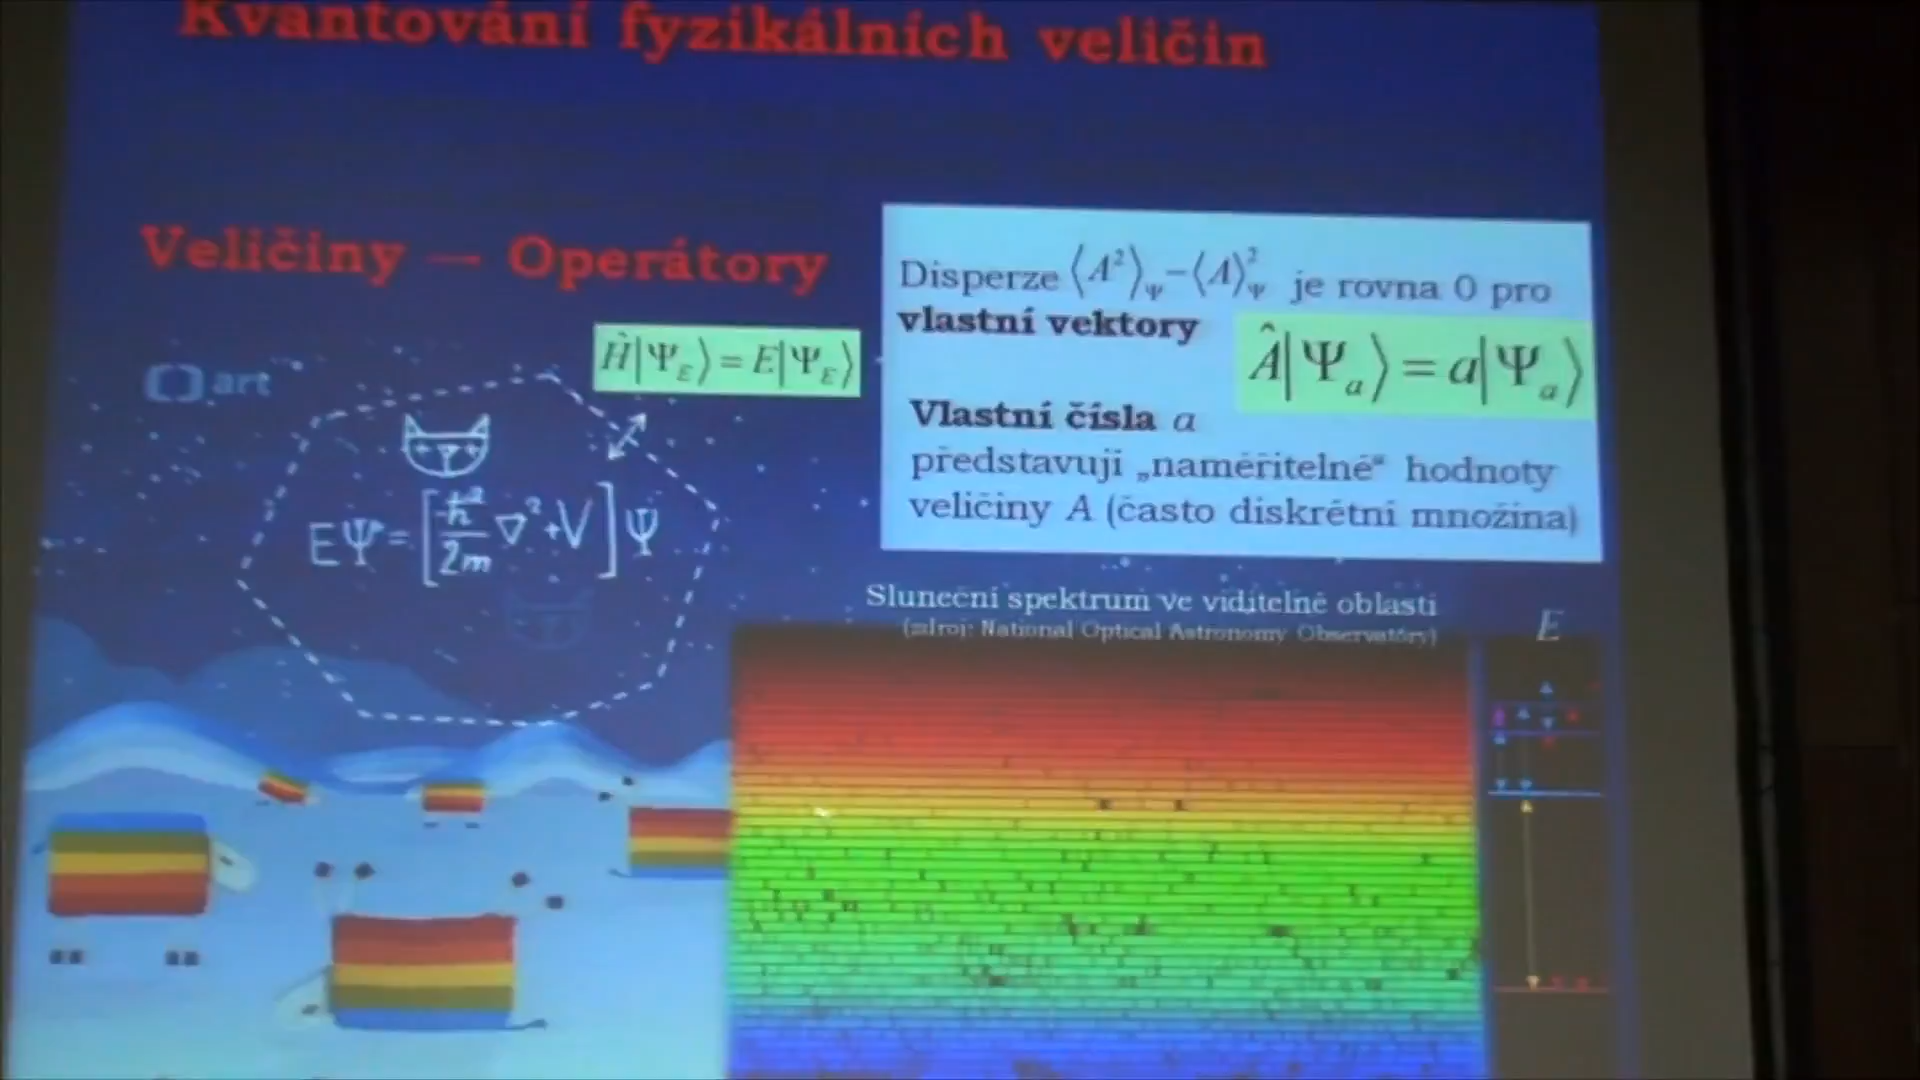 Kvantování fyzikálních veličin
Veličiny — Operátory
Disperze ⟨A²⟩_Ψ − ⟨A⟩²_Ψ je rovna 0 pro
vlastní vektory
Â|Ψ_a⟩ = a|Ψ_a⟩
Ĥ|Ψ_E⟩ = E|Ψ_E⟩
Vlastní čísla a
představují „naměřitelné“ hodnoty
veličiny A (často diskrétní množina)
art
EΨ = [-ħ²/2m ∇² + V] Ψ
Sluneční spektrum ve viditelné oblasti
(zdroj: National Optical Astronomy Observatory)
E